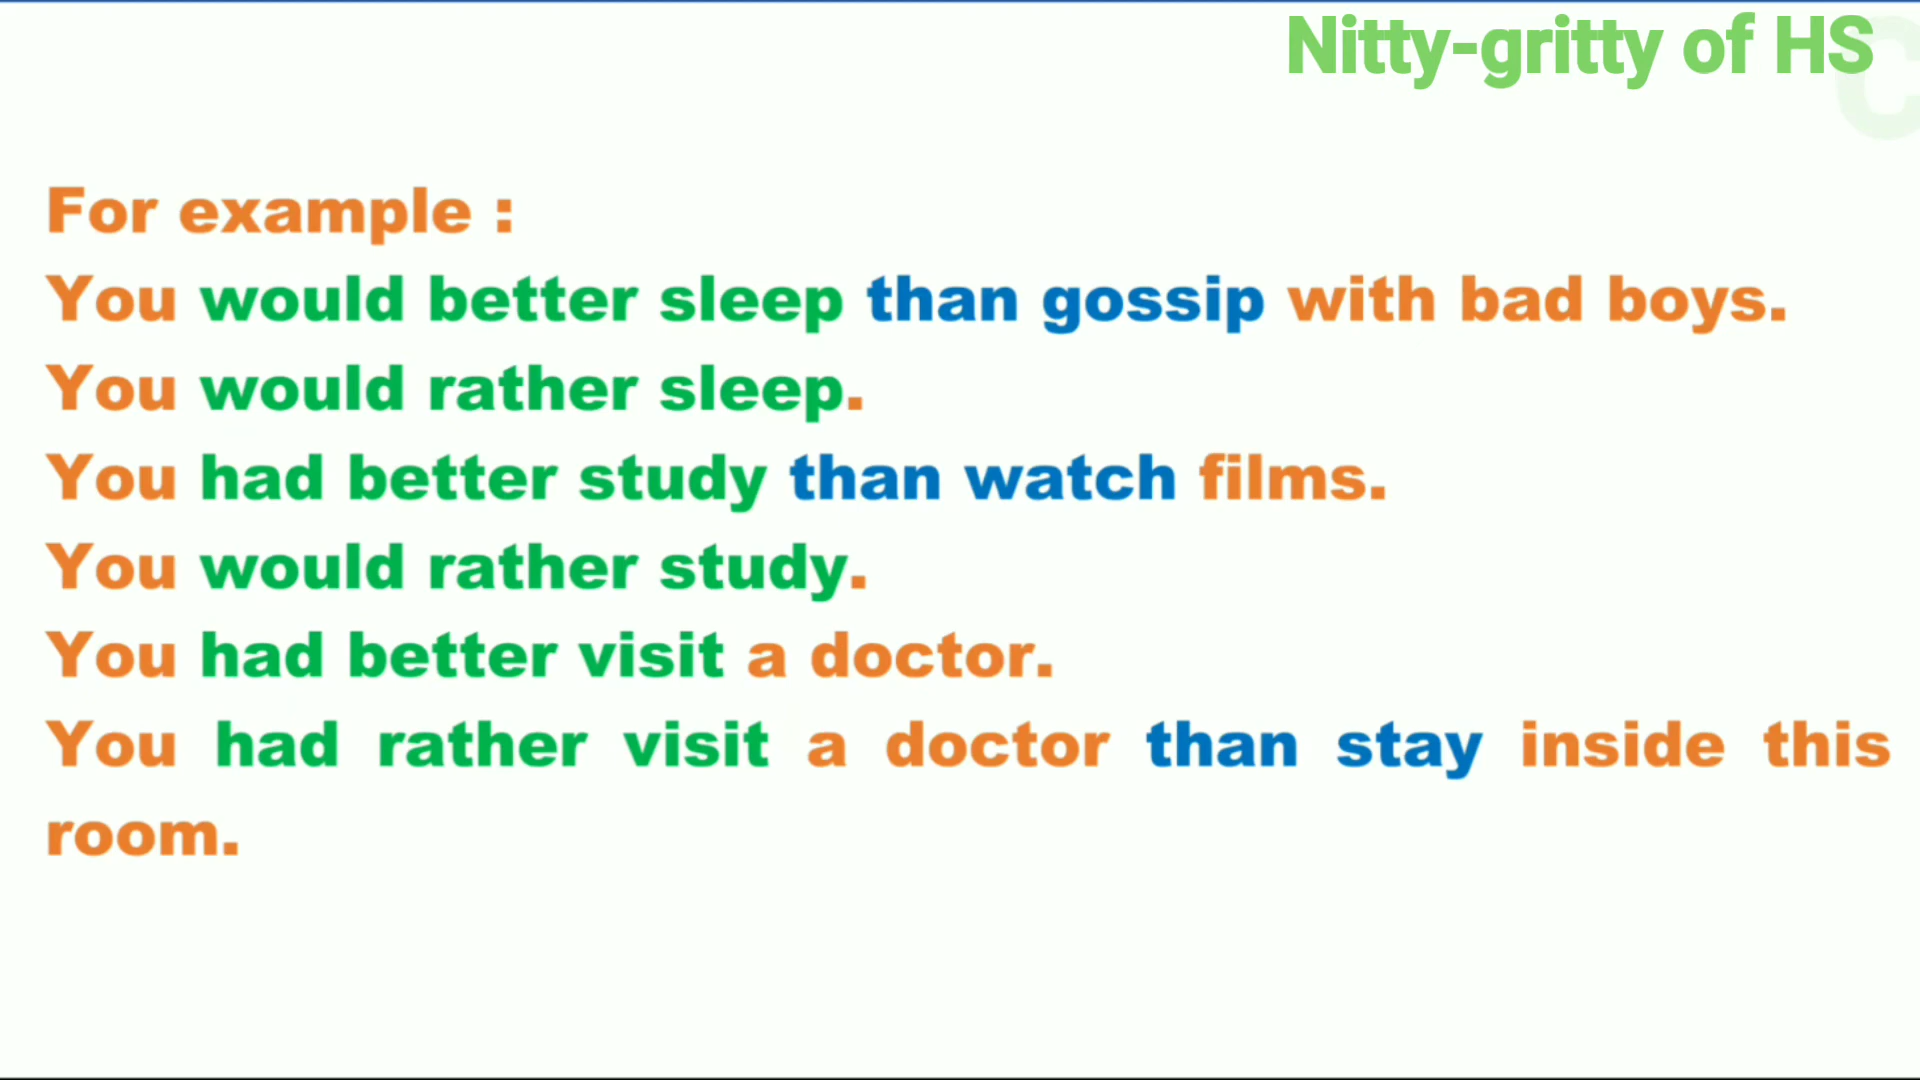 Nitty-gritty of HS
For example :
You would better sleep than gossip with bad boys.
You would rather sleep.
You had better study than watch films.
You would rather study.
You had better visit a doctor.
You had rather visit a doctor than stay inside this
room.